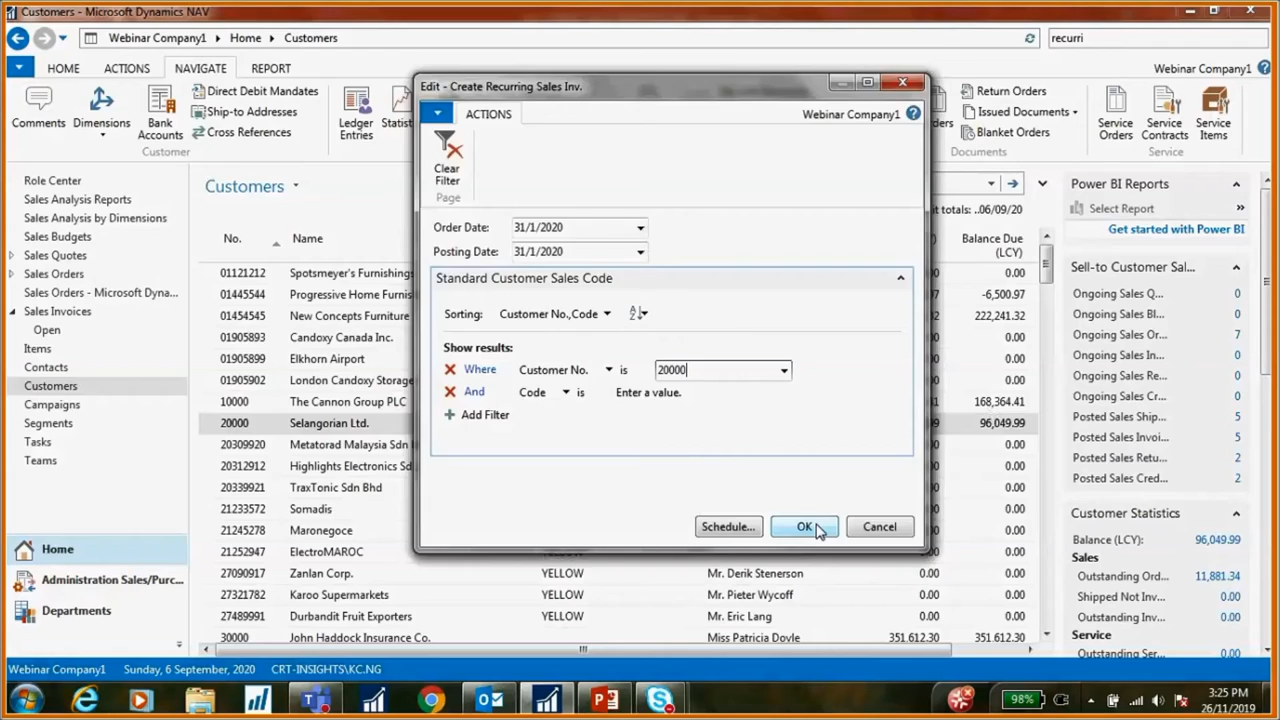 Customers - Microsoft Dynamics NAV
Webinar Company1 Home Customers
recurri
HOME ACTIONS NAVIGATE REPORT
Webinar Company1
Comments
Dimensions
Bank Accounts
Direct Debit Mandates
Ship-to Addresses
Cross References
Customer
Ledger Entries
Statist
Return Orders
Issued Documents
Blanket Orders
Documents
Service Orders
Service Contracts
Service Items
Service
Edit - Create Recurring Sales Inv.
ACTIONS
Webinar Company1
Clear Filter
Page
Order Date: 31/1/2020
Posting Date: 31/1/2020
Standard Customer Sales Code
Sorting: Customer No.,Code
Show results:
Where Customer No. is 20000
And Code is Enter a value.
Add Filter
Schedule... OK Cancel
Role Center
Sales Analysis Reports
Sales Analysis by Dimensions
Sales Budgets
Sales Quotes
Sales Orders
Sales Orders - Microsoft Dyna...
Sales Invoices
Open
Items
Contacts
Customers
Campaigns
Segments
Tasks
Teams
Home
Administration Sales/Purc...
Departments
Customers
it totals: ..06/09/20
No. Name Balance Due (LCY)
01121212 Spotsmeyer's Furnishings 0.00
01445544 Progressive Home Furnis -6,500.97
01454545 New Concepts Furniture 222,241.32
01905893 Candoxy Canada Inc. 0.00
01905899 Elkhorn Airport 0.00
01905902 London Candoxy Storage 0.00
10000 The Cannon Group PLC 168,364.41
20000 Selangorian Ltd. 96,049.99
20309920 Metatorad Malaysia Sdn 0.00
20312912 Highlights Electronics Sd 0.00
20339921 TraxTonic Sdn Bhd 0.00
21233572 Somadis 0.00
21245278 Maronegoce 0.00
21252947 ElectroMAROC 0.00
27090917 Zanlan Corp. YELLOW Mr. Derik Stenerson 0.00 0.00
27321782 Karoo Supermarkets YELLOW Mr. Pieter Wycoff 0.00 0.00
27489991 Durbandit Fruit Exporters YELLOW Mr. Eric Lang 0.00 0.00
30000 John Haddock Insurance Co. Miss Patricia Doyle 351 612.30 351 612.30
Power BI Reports
Select Report
Get started with Power BI
Sell-to Customer Sal...
Ongoing Sales Q... 0
Ongoing Sales Bl... 0
Ongoing Sales Or... 7
Ongoing Sales In... 0
Ongoing Sales Re... 0
Ongoing Sales Cr... 0
Posted Sales Ship... 5
Posted Sales Invoi... 5
Posted Sales Retu... 2
Posted Sales Cred... 2
Customer Statistics
Balance (LCY): 96,049.99
Sales
Outstanding Ord... 11,881.34
Shipped Not Inv... 0.00
Outstanding Inv... 0.00
Service
Outstanding Ser... 0.00
Webinar Company1 Sunday, 6 September, 2020 CRT-INSIGHTS\KC.NG
98%
3:25 PM
26/11/2019